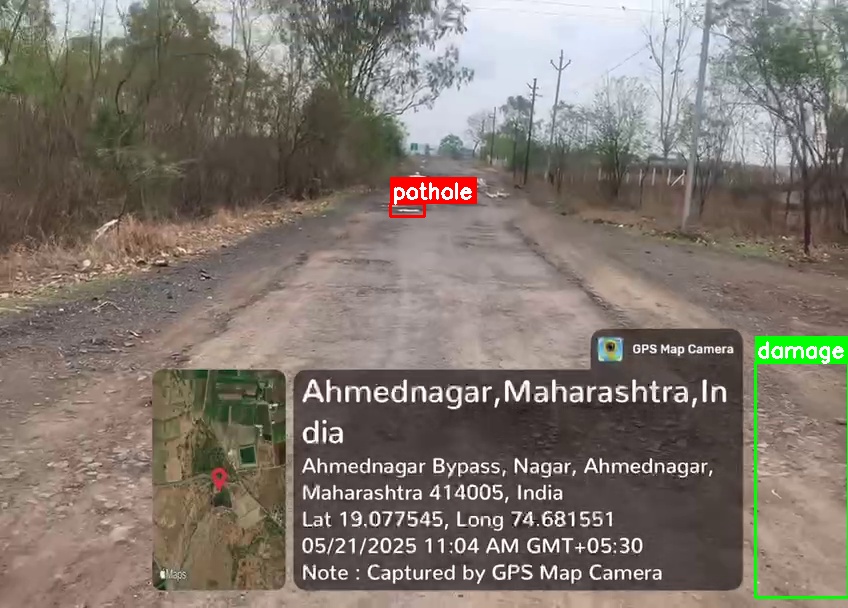 pothole
GPS Map Camera
damage
Ahmednagar,Maharashtra,In
dia
Ahmednagar Bypass, Nagar, Ahmednagar,
Maharashtra 414005, India
Lat 19.077545, Long 74.681551
05/21/2025 11:04 AM GMT+05:30
Note : Captured by GPS Map Camera
Maps